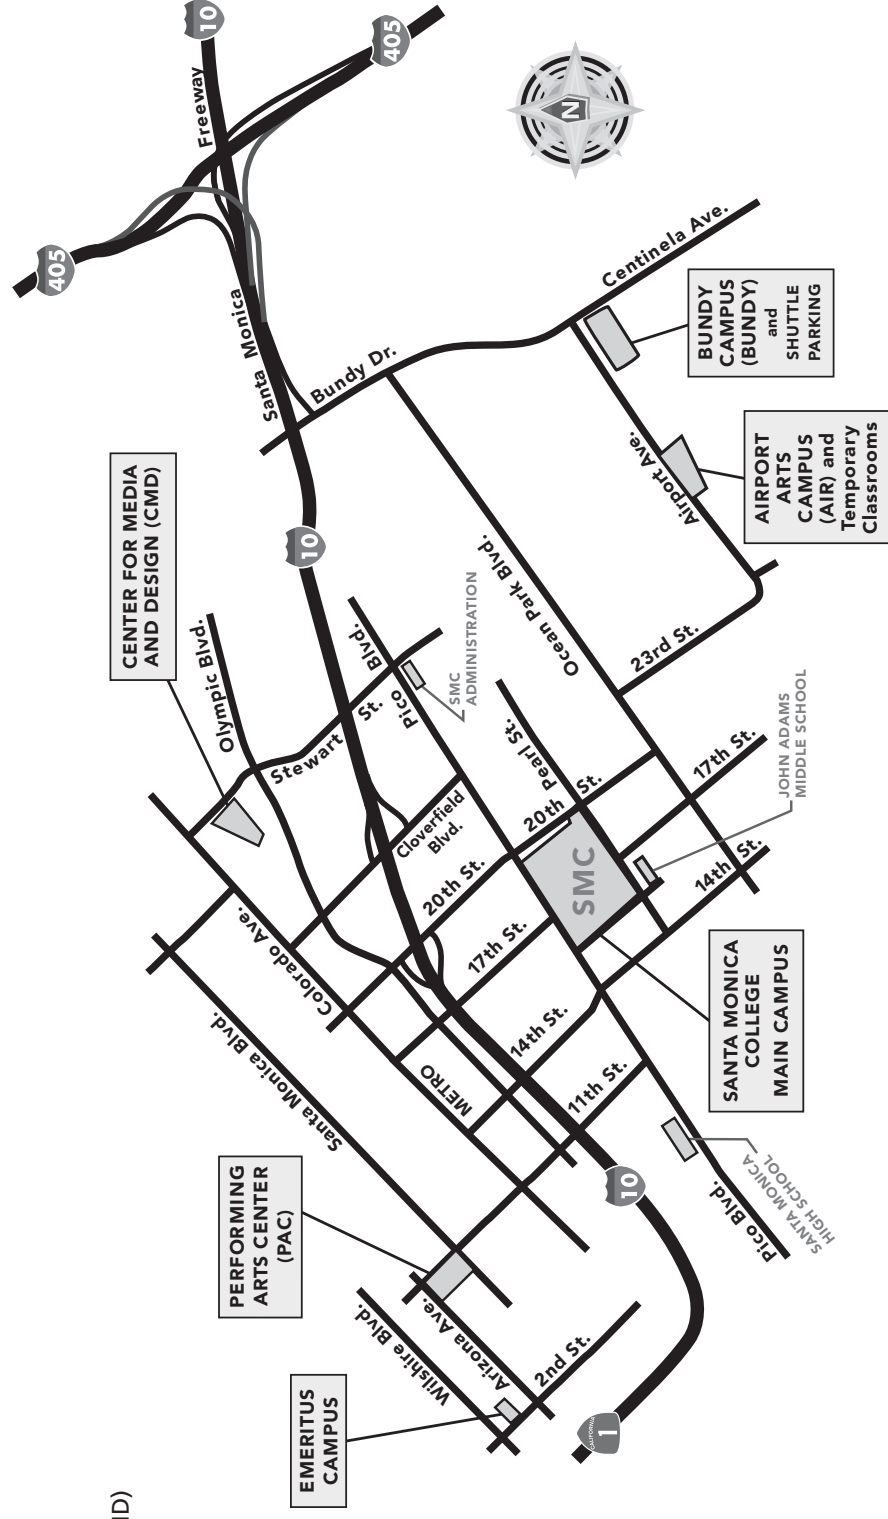 ND)
EMERITUS
CAMPUS
PERFORMING
ARTS CENTER
(PAC)
CENTER FOR MEDIA
AND DESIGN (CMD)
SANTA MONICA
COLLEGE
MAIN CAMPUS
AIRPORT
ARTS
CAMPUS
(AIR) and
Temporary
Classrooms
BUNDY
CAMPUS
(BUNDY)
and
SHUTTLE
PARKING
Wilshire Blvd.
Arizona Ave.
2nd St.
Santa Monica Blvd.
Colorado Ave.
METRO
Olympic Blvd.
Stewart St.
Cloverfield
Blvd.
20th St.
17th St.
14th St.
11th St.
Pico Blvd.
Pico Blvd.
SMC
20th St.
Pearl St.
17th St.
14th St.
Ocean Park Blvd.
23rd St.
Airport Ave.
Bundy Dr.
Centinela Ave.
Santa Monica Freeway
SMC
ADMINISTRATION
JOHN ADAMS
MIDDLE SCHOOL
SANTA MONICA
HIGH SCHOOL
CALIFORNIA
1
10
10
10
405
405
N